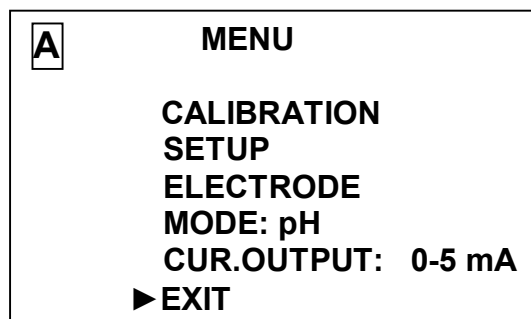 A MENU
CALIBRATION
SETUP
ELECTRODE
MODE: pH
CUR.OUTPUT: 0-5 mA
►EXIT